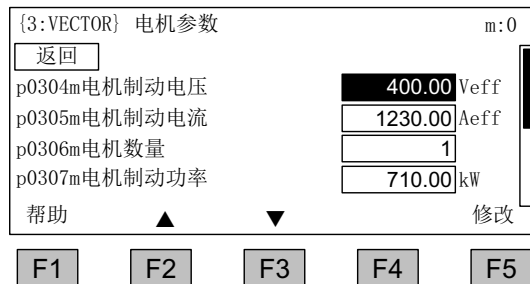 {3:VECTOR} 电机参数 m:0
返回
p0304m电机制动电压 400.00 Veff
p0305m电机制动电流 1230.00 Aeff
p0306m电机数量 1
p0307m电机制动功率 710.00 kW
帮助 ▲ ▼ 修改
F1 F2 F3 F4 F5